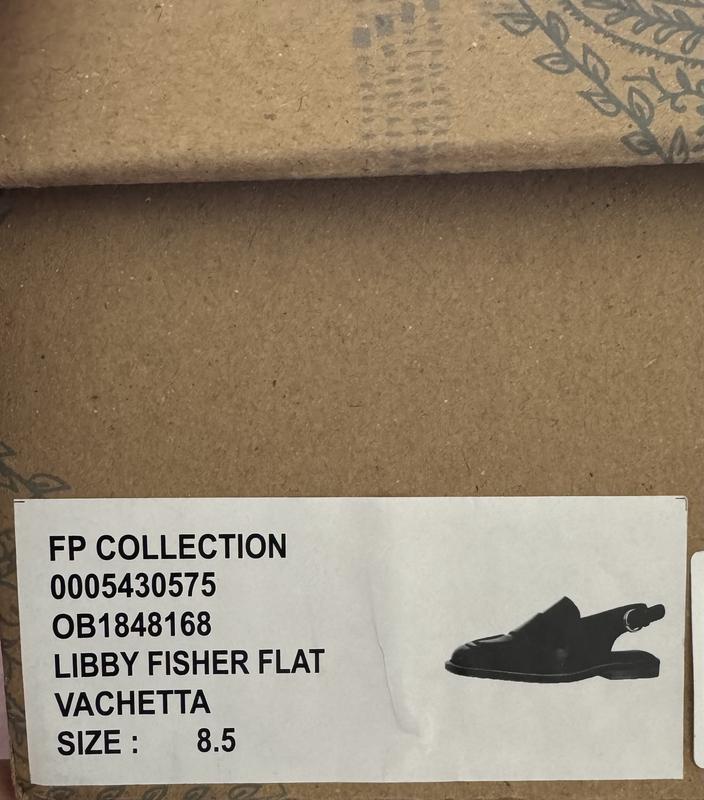 FP COLLECTION
0005430575
OB1848168
LIBBY FISHER FLAT
VACHETTA
SIZE : 8.5